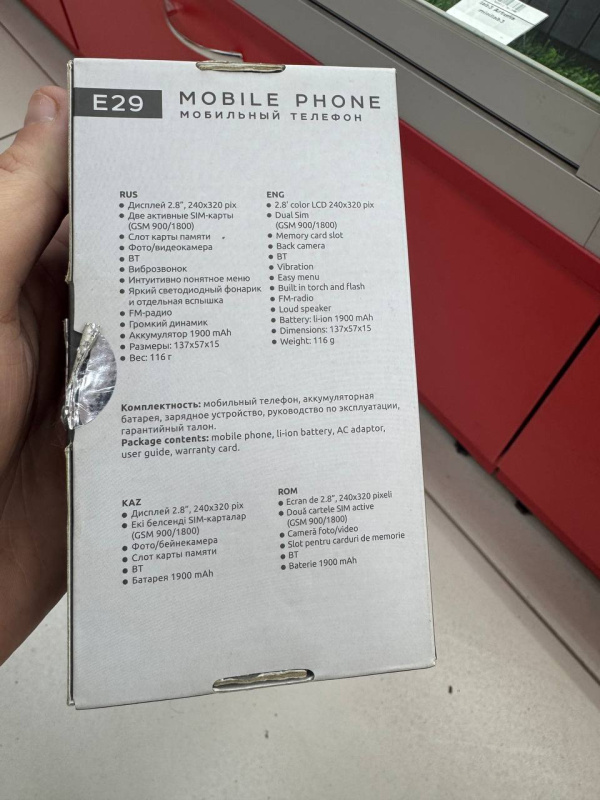 E29
MOBILE PHONE
МОБИЛЬНЫЙ ТЕЛЕФОН
RUS
• Дисплей 2.8", 240x320 pix
• Две активные SIM-карты
(GSM 900/1800)
• Слот карты памяти
• Фото/видеокамера
• BT
• Виброзвонок
• Интуитивно понятное меню
• Яркий светодиодный фонарик
и отдельная вспышка
• FM-радио
• Громкий динамик
• Аккумулятор 1900 mAh
• Размеры: 137x57x15
• Вес: 116 г
ENG
• 2.8' color LCD 240x320 pix
• Dual Sim
(GSM 900/1800)
• Memory card slot
• Back camera
• BT
• Vibration
• Easy menu
• Built in torch and flash
• FM-radio
• Loud speaker
• Battery: li-ion 1900 mAh
• Dimensions: 137x57x15
• Weight: 116 g
Комплектность: мобильный телефон, аккумуляторная
батарея, зарядное устройство, руководство по эксплуатации,
гарантийный талон.
Package contents: mobile phone, li-ion battery, AC adaptor,
user guide, warranty card.
KAZ
• Дисплей 2.8", 240x320 pix
• Екі белсенді SIM-карталар
(GSM 900/1800)
• Фото/бейнекамера
• Слот карты памяти
• BT
• Батарея 1900 mAh
ROM
• Ecran de 2.8", 240x320 pixeli
• Două cartele SIM active
(GSM 900/1800)
• Cameră foto/video
• Slot pentru carduri de memorie
• BT
• Baterie 1900 mAh